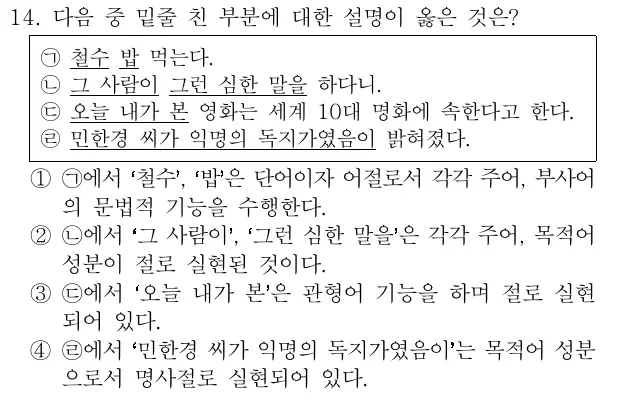 14. 다음 중 밑줄 친 부분에 대한 설명이 옳은 것은?
㉠ 철수 밥 먹는다.
㉡ 그 사람이 그런 심한 말을 하다니.
㉢ 오늘 내가 본 영화는 세계 10대 명화에 속한다고 한다.
㉣ 민한경 씨가 익명의 독지가였음이 밝혀졌다.
① ㉠에서 ‘철수’, ‘밥’은 단어이자 어절로서 각각 주어, 부사어
의 문법적 기능을 수행한다.
② ㉡에서 ‘그 사람이’, ‘그런 심한 말을’은 각각 주어, 목적어
성분이 절로 실현된 것이다.
③ ㉢에서 ‘오늘 내가 본’은 관형어 기능을 하며 절로 실현
되어 있다.
④ ㉣에서 ‘민한경 씨가 익명의 독지가였음이’는 목적어 성분
으로서 명사절로 실현되어 있다.